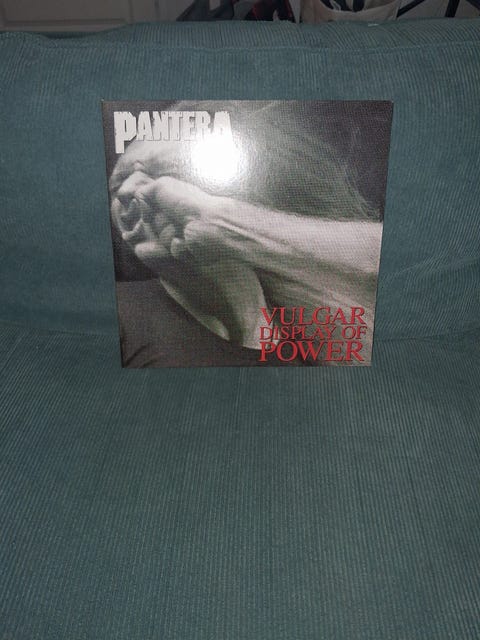 PANTERA
VULGAR
DISPLAY OF
POWER